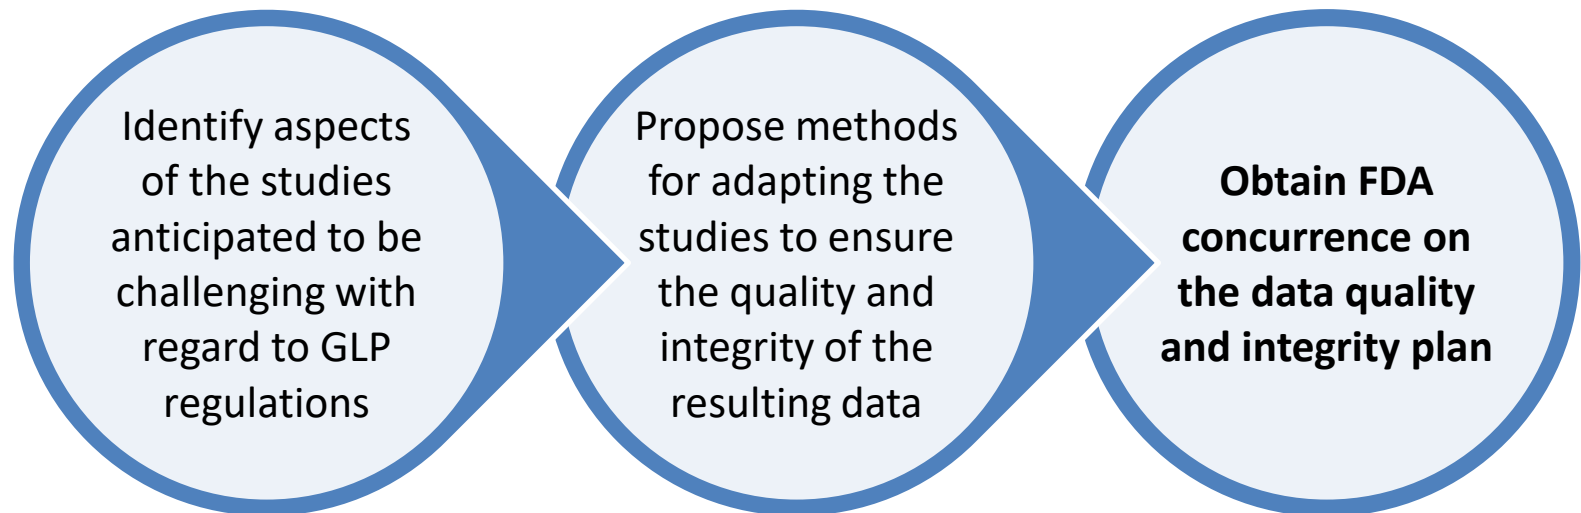 Identify aspects
of the studies
anticipated to be
challenging with
regard to GLP
regulations
Propose methods
for adapting the
studies to ensure
the quality and
integrity of the
resulting data
Obtain FDA
concurrence on
the data quality
and integrity plan